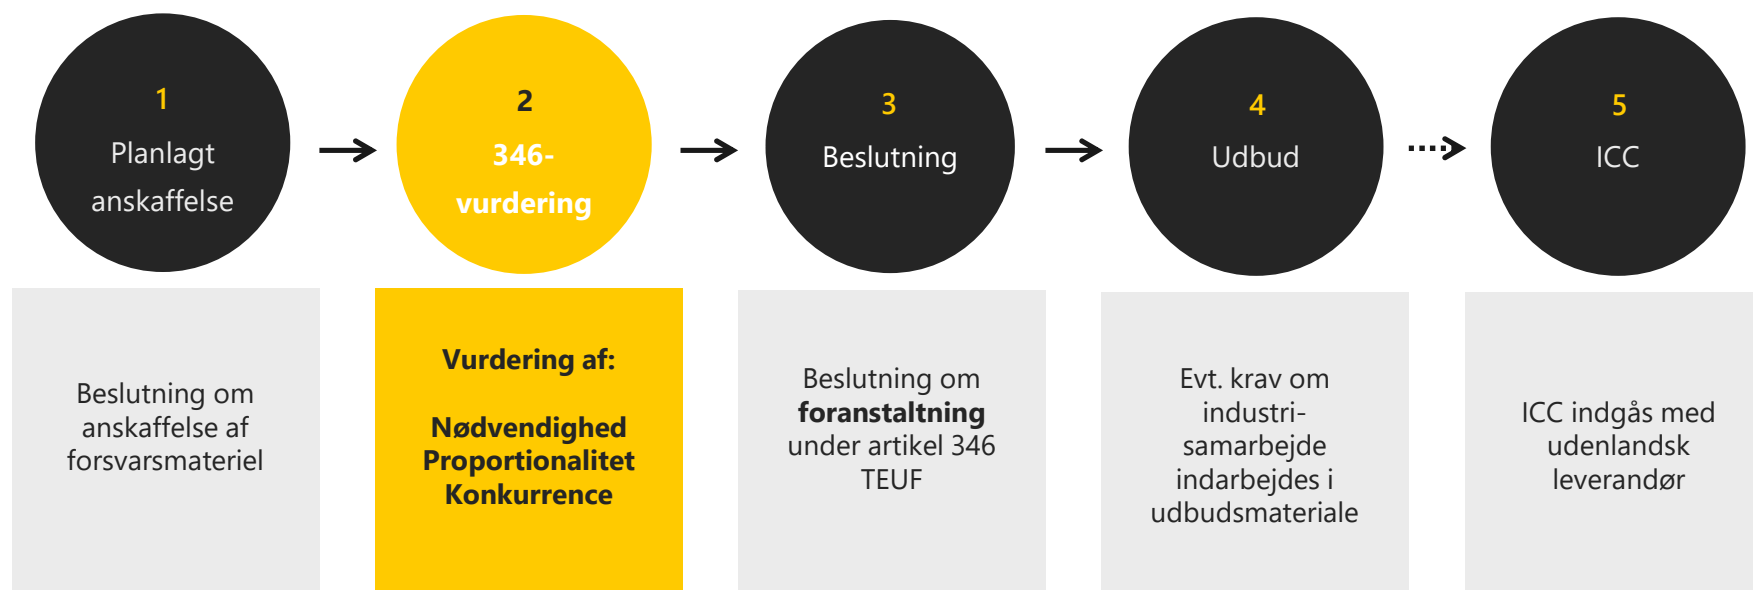 1
Planlagt
anskaffelse
2
346-
vurdering
3
Beslutning
4
Udbud
5
ICC
Beslutning om
anskaffelse af
forsvarsmateriel
Vurdering af:
Nødvendighed
Proportionalitet
Konkurrence
Beslutning om
foranstaltning
under artikel 346
TEUF
Evt. krav om
industri-
samarbejde
indarbejdes i
udbudsmateriale
ICC indgås med
udenlandsk
leverandør